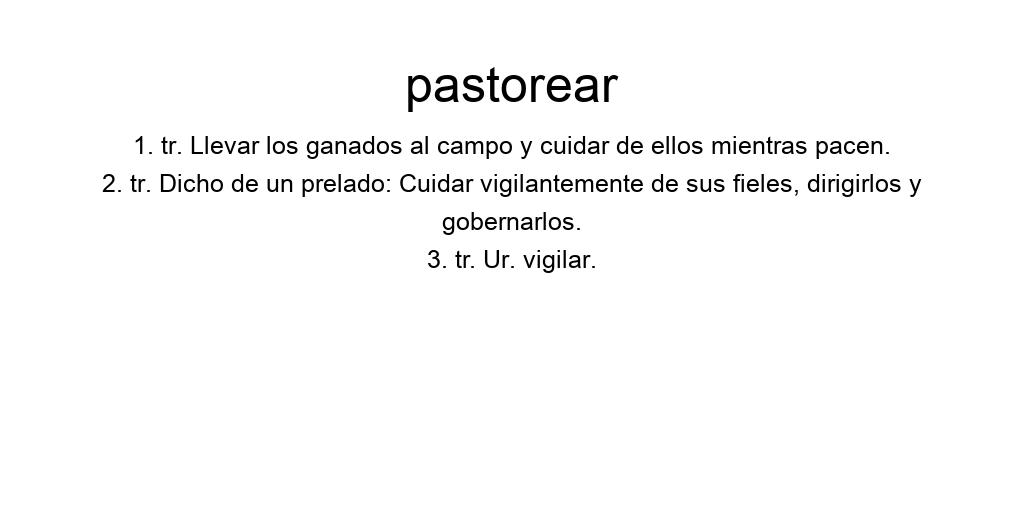 pastorear
1. tr. Llevar los ganados al campo y cuidar de ellos mientras pacen.
2. tr. Dicho de un prelado: Cuidar vigilantemente de sus fieles, dirigirlos y
gobernarlos.
3. tr. Ur. vigilar.